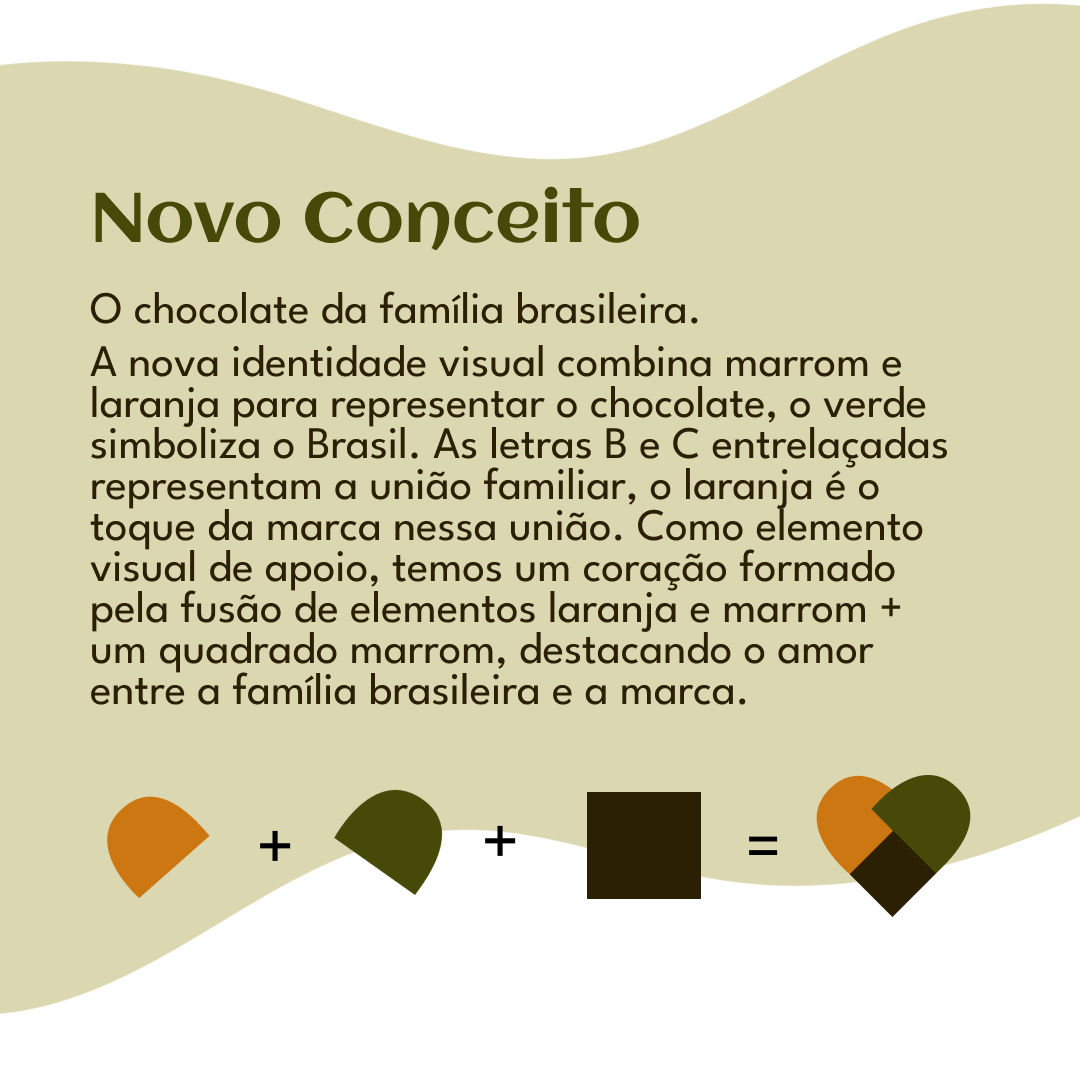 Novo Conceito
O chocolate da família brasileira.
A nova identidade visual combina marrom e
laranja para representar o chocolate, o verde
simboliza o Brasil. As letras B e C entrelaçadas
representam a união familiar, o laranja é o
toque da marca nessa união. Como elemento
visual de apoio, temos um coração formado
pela fusão de elementos laranja e marrom +
um quadrado marrom, destacando o amor
entre a família brasileira e a marca.
+ + =